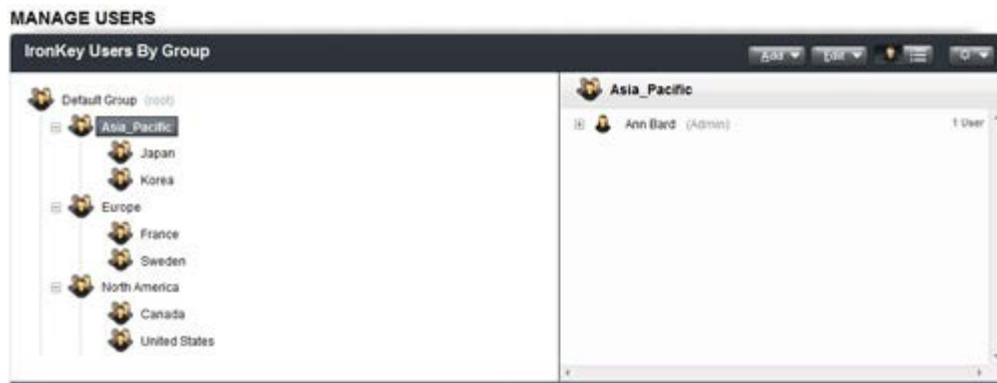 MANAGE USERS
IronKey Users By Group
Add
Edit
Default Group (root)
Asia_Pacific
Japan
Korea
Europe
France
Sweden
North America
Canada
United States
Asia_Pacific
Ann Bard (Admin)
1 User